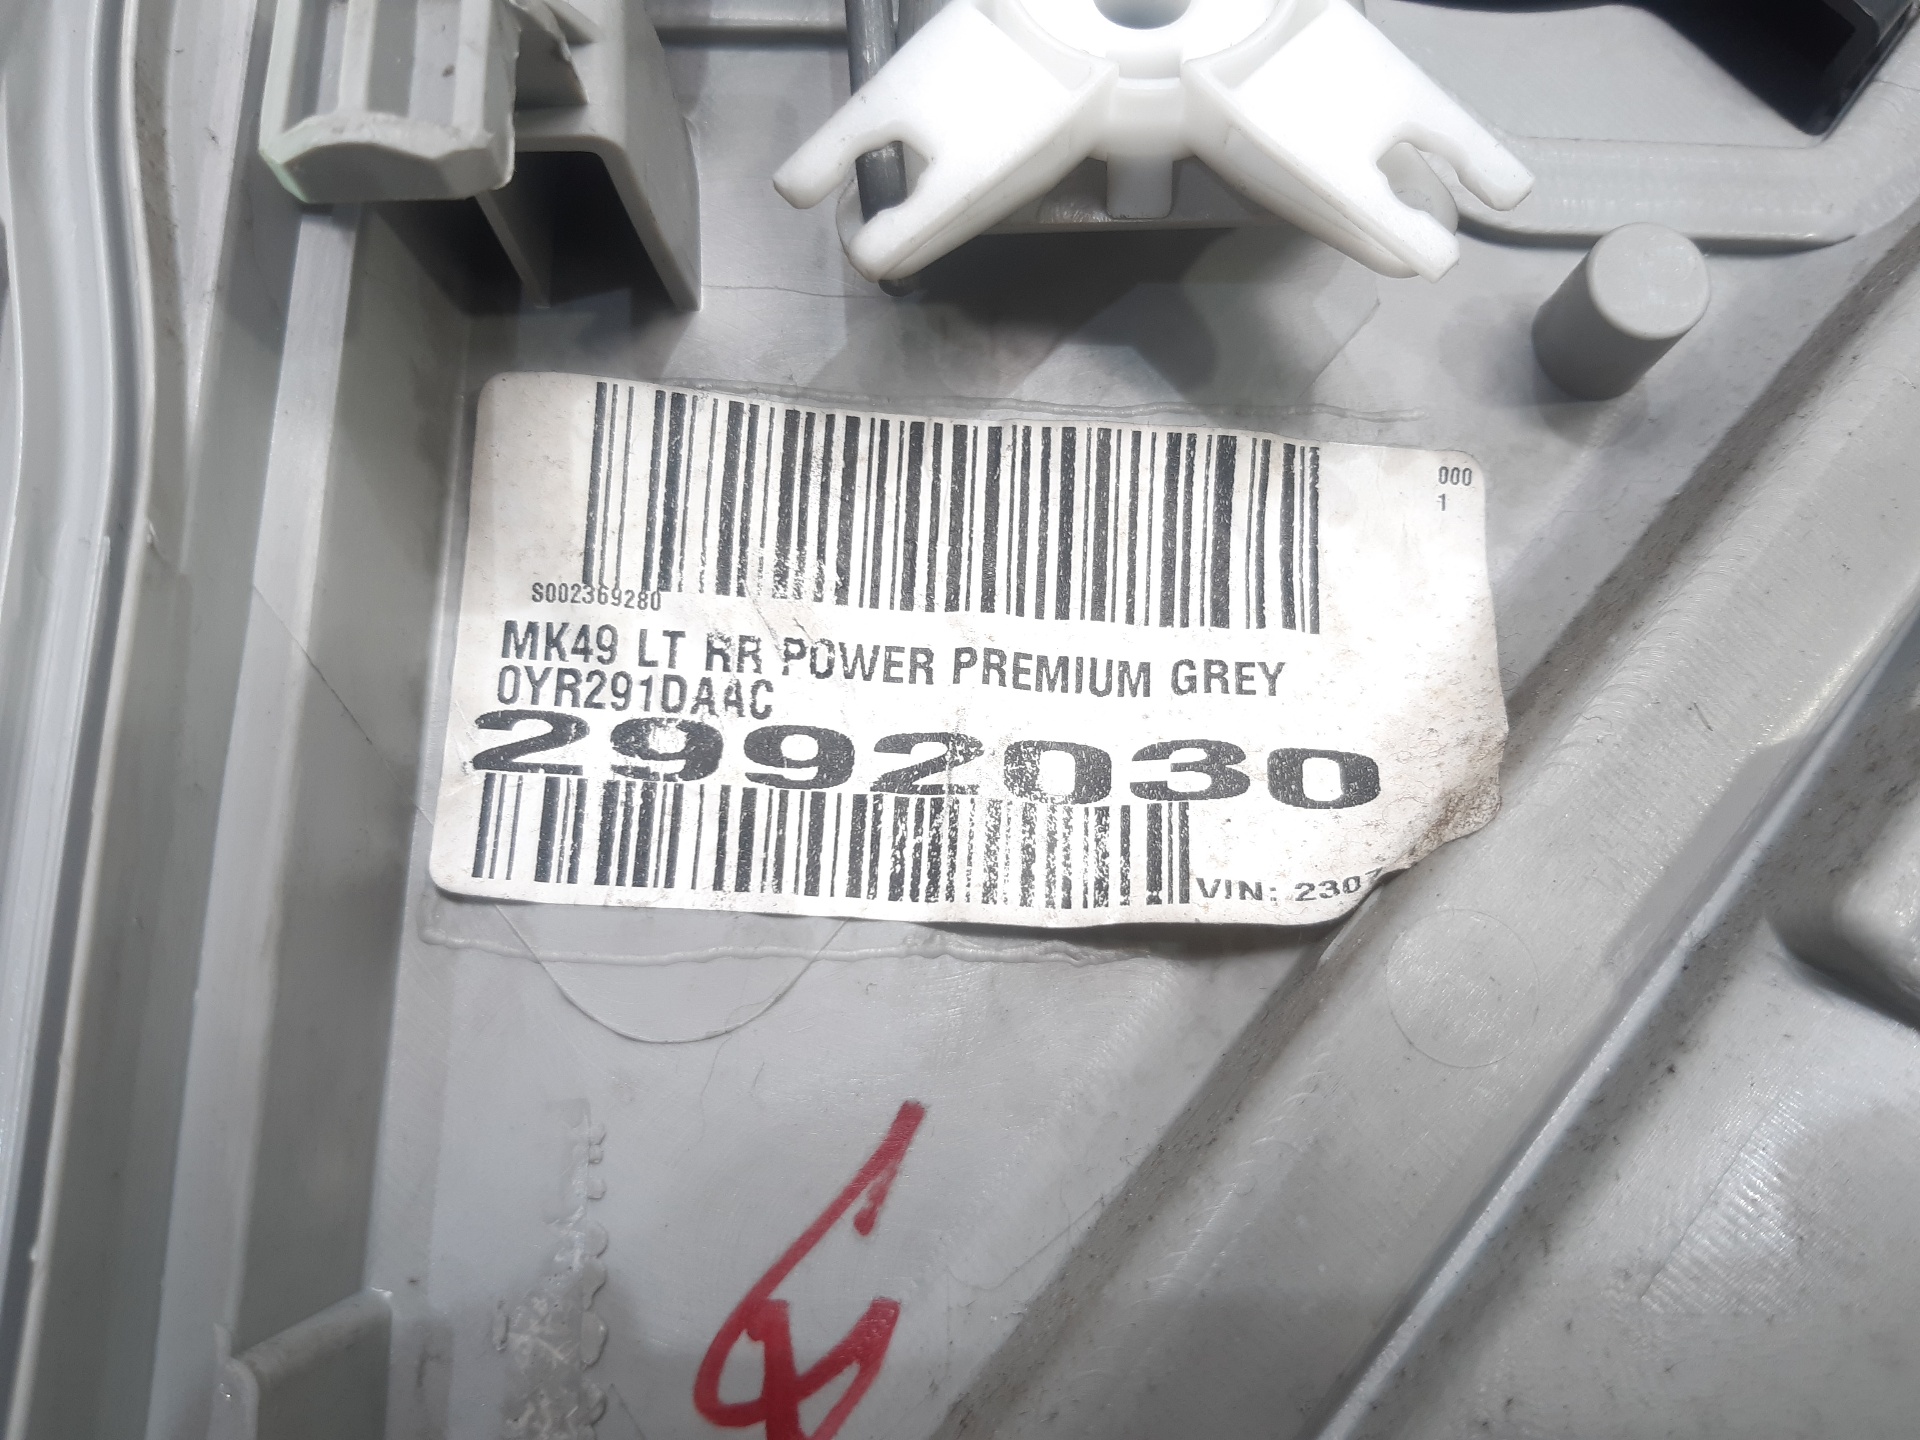 000
1
S002369280
MK49 LT RR POWER PREMIUM GREY
0YR291DAAC
2992030
VIN: 2307